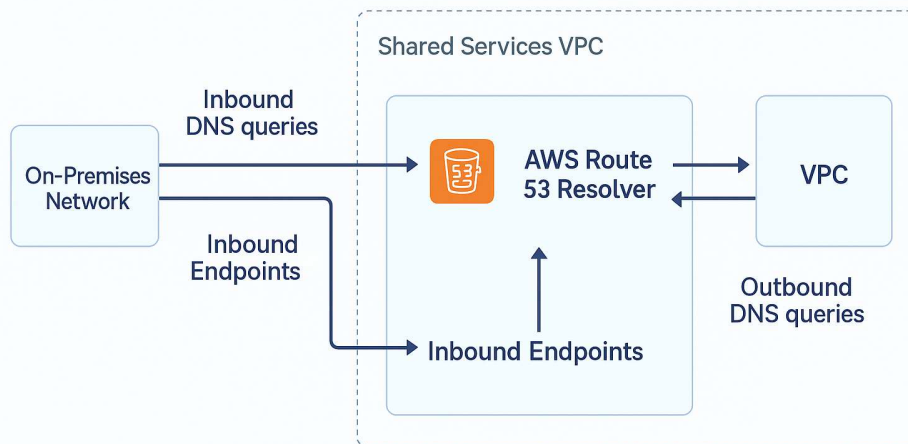 Shared Services VPC
Inbound
DNS queries
On-Premises
Network
Inbound
Endpoints
53
AWS Route
53 Resolver
Inbound Endpoints
VPC
Outbound
DNS queries